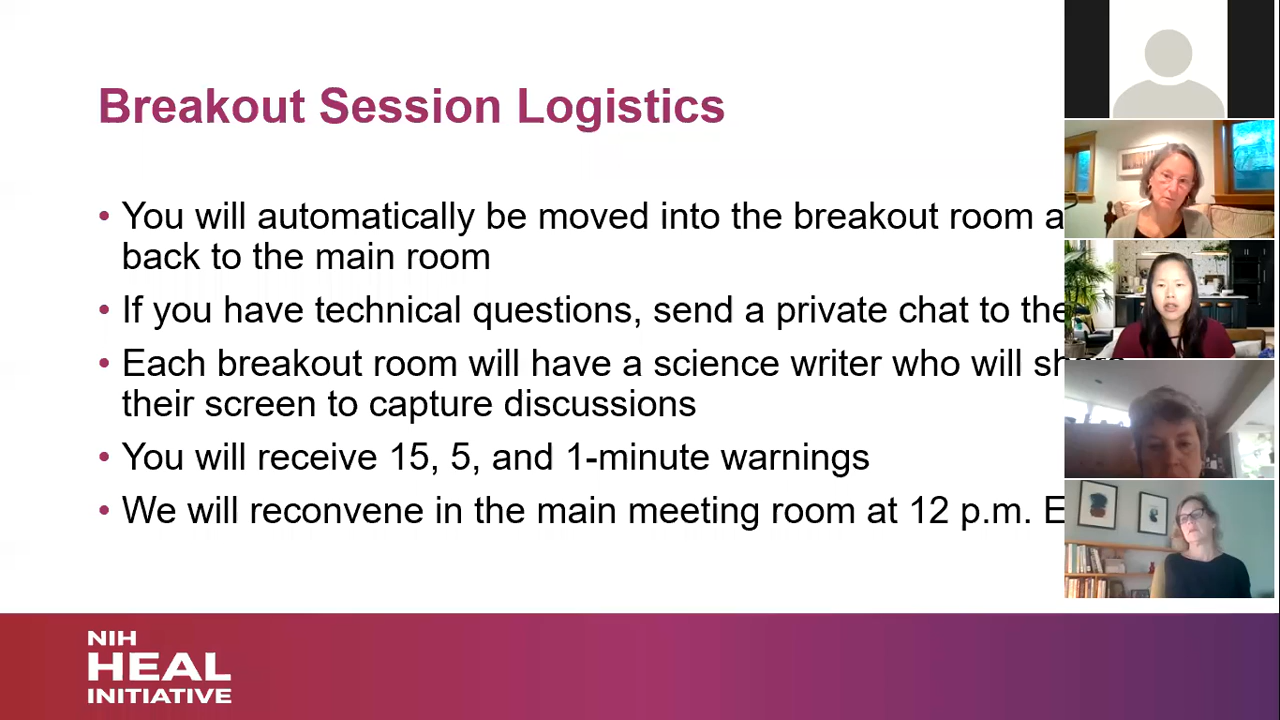 Breakout Session Logistics
• You will automatically be moved into the breakout room a
back to the main room
• If you have technical questions, send a private chat to the
• Each breakout room will have a science writer who will
their screen to capture discussions
• You will receive 15, 5, and 1-minute warnings
• We will reconvene in the main meeting room at 12 p.m. E
NIH
HEAL
INITIATIVE